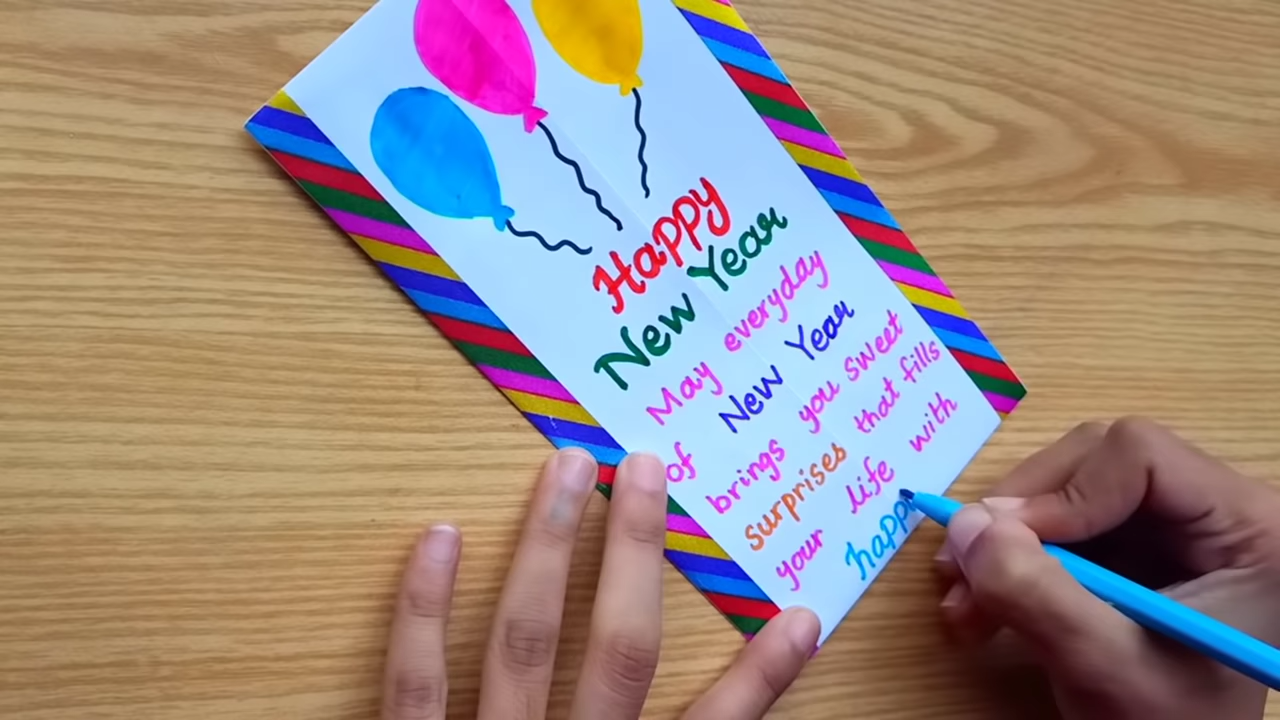 Happy
New Year
May everyday
of New Year
brings you sweet
surprises that fills
your life with
happ